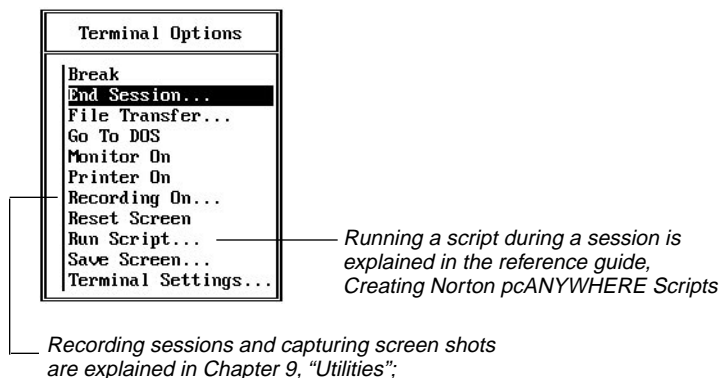 Terminal Options
Break
End Session...
File Transfer...
Go To DOS
Monitor On
Printer On
Recording On...
Reset Screen
Run Script...
Save Screen...
Terminal Settings...
Running a script during a session is
explained in the reference guide,
Creating Norton pcANYWHERE Scripts
Recording sessions and capturing screen shots
are explained in Chapter 9, “Utilities”;